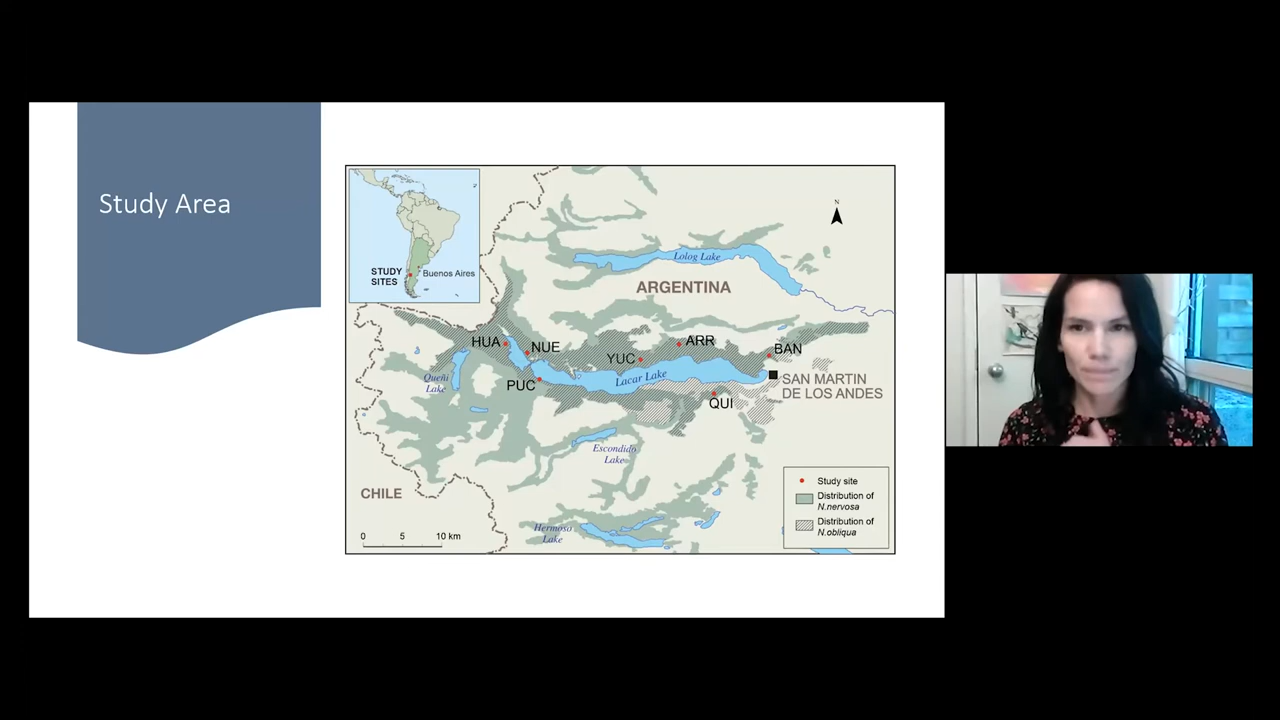 Study Area
STUDY
SITES
Buenos Aires
N
Lolog Lake
ARGENTINA
HUA
NUE
ARR
YUC
BAN
Queñi
Lake
PUC
Lacar Lake
SAN MARTIN
DE LOS ANDES
QUI
Escondido
Lake
CHILE
Hermoso
Lake
0 5 10 km
Study site
Distribution of
N.nervosa
Distribution of
N.obliqua